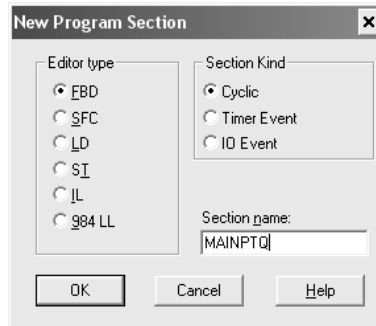 New Program Section
Editor type
FBD
SFC
LD
ST
IL
984 LL
Section Kind
Cyclic
Timer Event
IO Event
Section name:
MAINPTQ
OK
Cancel
Help